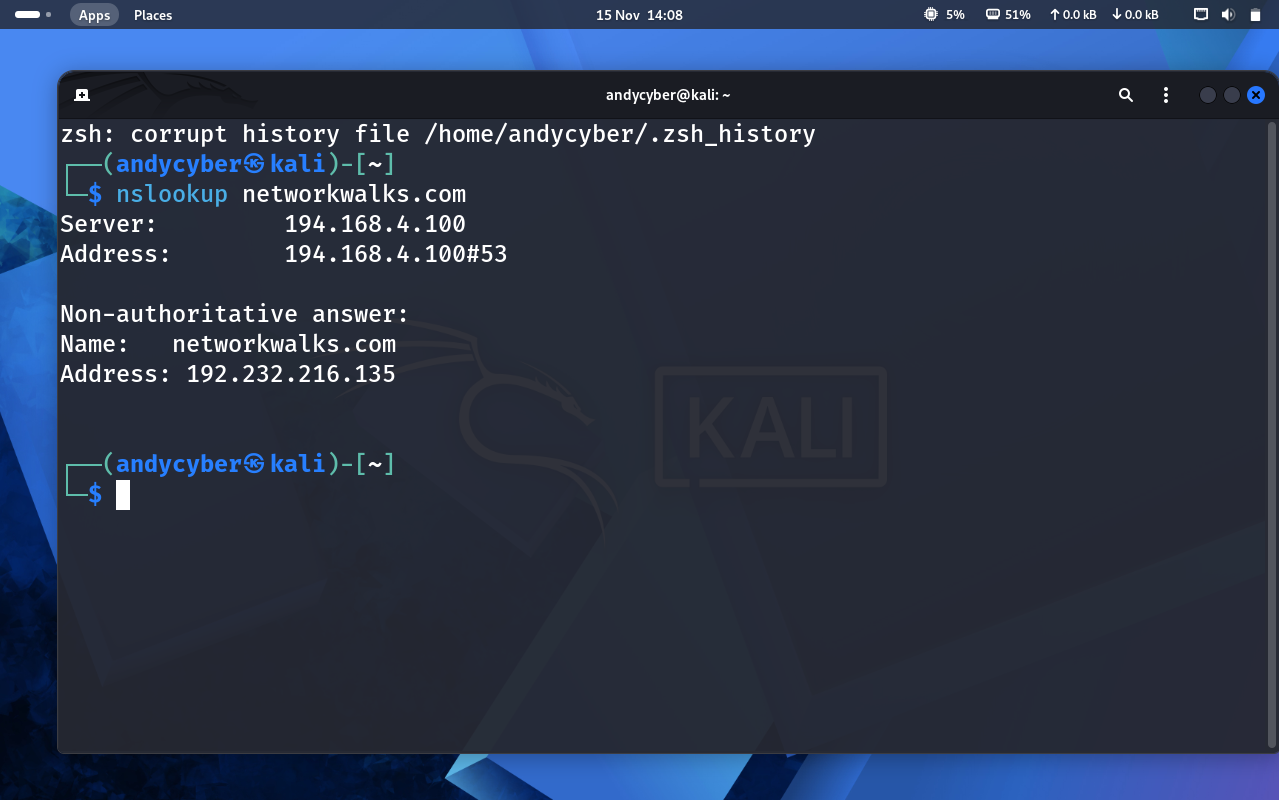 Apps Places 15 Nov 14:08 5% 51% 0.0 kB 0.0 kB
andycyber@kali: ~
zsh: corrupt history file /home/andycyber/.zsh_history
┌──(andycyber㉿kali)-[~]
└─$ nslookup networkwalks.com
Server:         194.168.4.100
Address:        194.168.4.100#53
Non-authoritative answer:
Name:   networkwalks.com
Address: 192.232.216.135
┌──(andycyber㉿kali)-[~]
└─$
KALI